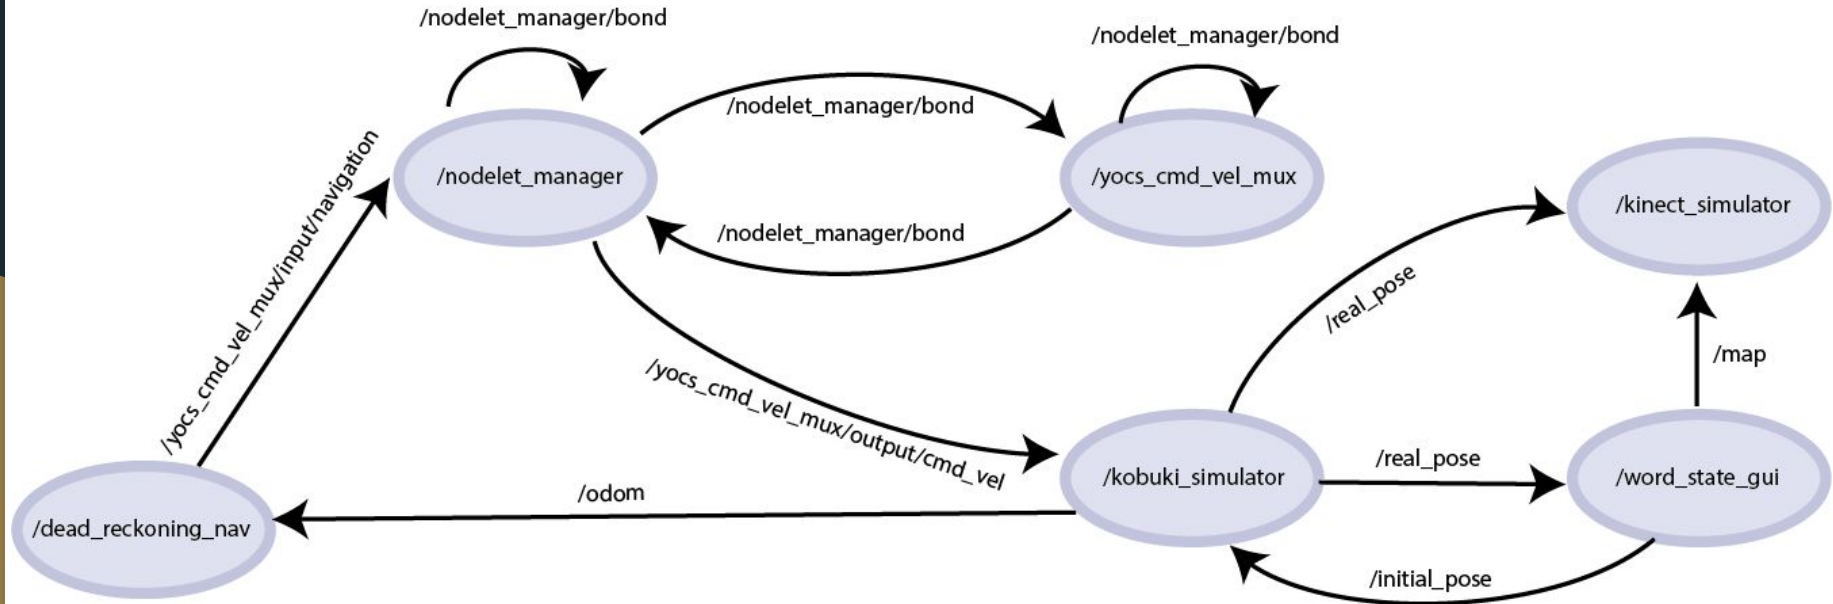 /nodelet_manager/bond
/nodelet_manager/bond
/nodelet_manager/bond
/nodelet_manager
/yocs_cmd_vel_mux
/nodelet_manager/bond
/yocs_cmd_vel_mux/input/navigation
/kinect_simulator
/real_pose
/map
/yocs_cmd_vel_mux/output/cmd_vel
/real_pose
/kobuki_simulator
/word_state_gui
/odom
/dead_reckoning_nav
/initial_pose